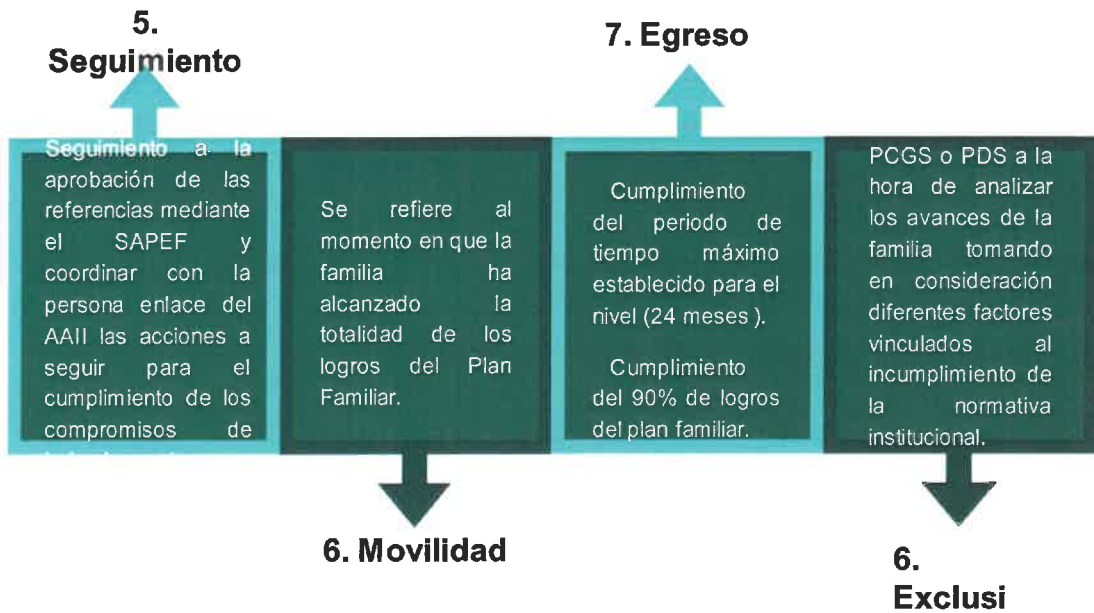 5.
Seguimiento
7. Egreso
Seguimiento a la
aprobación de las
referencias mediante
el SAPEF y
coordinar con la
persona enlace del
AAII las acciones a
seguir para el
cumplimiento de los
compromisos de
Se refiere al
momento en que la
familia ha
alcanzado la
totalidad de los
logros del Plan
Familiar.
Cumplimiento
del periodo de
tiempo máximo
establecido para el
nivel (24 meses ).
Cumplimiento
del 90% de logros
del plan familiar.
PCGS o PDS a la
hora de analizar
los avances de la
familia tomando
en consideración
diferentes factores
vinculados al
incumplimiento de
la normativa
institucional.
6. Movilidad
6.
Exclusi